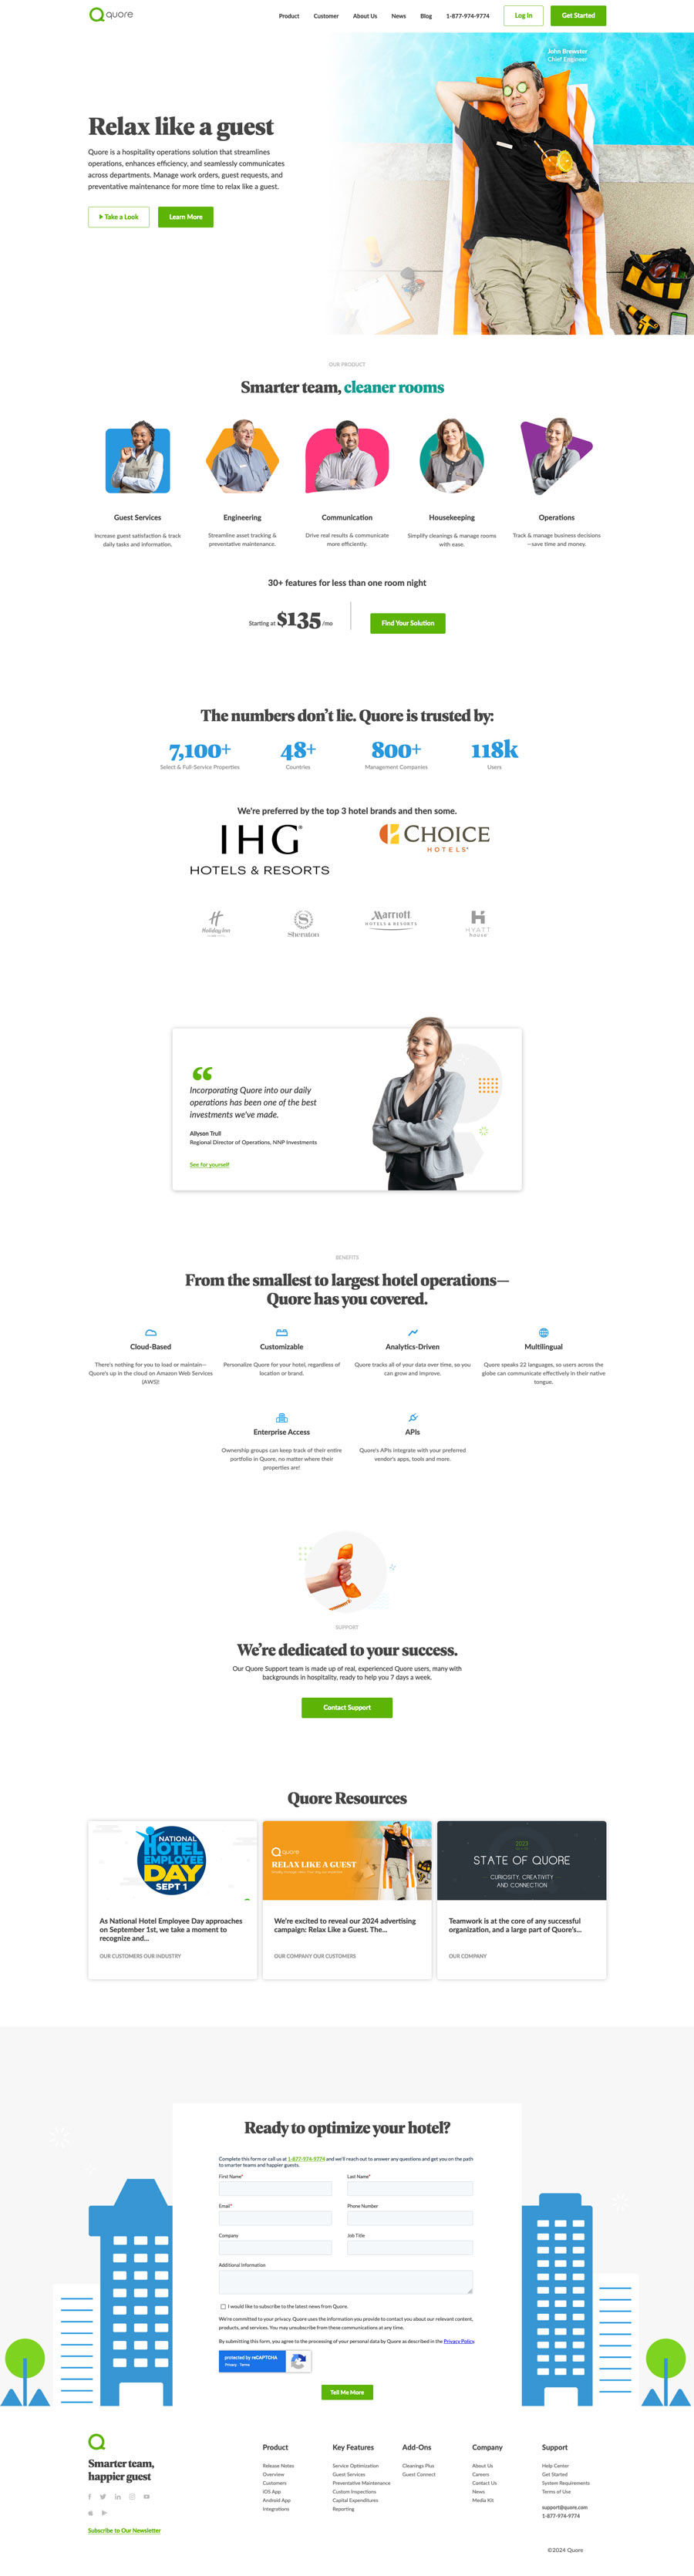 quore
Product Customer About Us News Blog 1-877-974-9774 Log In Get Started
John Brewster
Chief Engineer
Relax like a guest
Quore is a hospitality operations solution that streamlines
operations, enhances efficiency, and seamlessly communicates
across departments. Manage work orders, guest requests, and
preventative maintenance for more time to relax like a guest.
Take a Look
Learn More
OUR PRODUCT
Smarter team, cleaner rooms
Guest Services
Increase guest satisfaction & track
daily tasks and information.
Engineering
Streamline asset tracking &
preventative maintenance.
Communication
Drive real results & communicate
more efficiently.
Housekeeping
Simplify cleanings & manage rooms
with ease.
Operations
Track & manage business decisions
—save time and money.
30+ features for less than one room night
Starting at $135 /mo
Find Your Solution
The numbers don't lie. Quore is trusted by:
7,100+
Select & Full-Service Properties
48+
Countries
800+
Management Companies
118k
Users
We're preferred by the top 3 hotel brands and then some.
IHG®
HOTELS & RESORTS
CHOICE
HOTELS®
Holiday Inn
Sheraton
Marriott
HOTELS & RESORTS
HYATT
house
Incorporating Quore into our daily
operations has been one of the best
investments we've made.
Allyson Trull
Regional Director of Operations, NNP Investments
See for yourself
BENEFITS
From the smallest to largest hotel operations—
Quore has you covered.
Cloud-Based
There's nothing for you to load or maintain—
Quore's up in the cloud on Amazon Web Services
(AWS)!
Customizable
Personalize Quore for your hotel, regardless of
location or brand.
Analytics-Driven
Quore tracks all of your data over time, so you
can grow and improve.
Multilingual
Quore speaks 22 languages, so users across the
globe can communicate effectively in their native
tongue.
Enterprise Access
Ownership groups can keep track of their entire
portfolio in Quore, no matter where their
properties are!
APIs
Quore's APIs integrate with your preferred
vendor's apps, tools and more.
SUPPORT
We're dedicated to your success.
Our Quore Support team is made up of real, experienced Quore users, many with
backgrounds in hospitality, ready to help you 7 days a week.
Contact Support
Quore Resources
NATIONAL
HOTEL
EMPLOYEE
DAY
SEPT 1
As National Hotel Employee Day approaches
on September 1st, we take a moment to
recognize and...
OUR CUSTOMERS OUR INDUSTRY
quore
RELAX LIKE A GUEST
We're excited to reveal our 2024 advertising
campaign: Relax Like a Guest. The...
OUR COMPANY OUR CUSTOMERS
2022
STATE OF QUORE
CURIOSITY, CREATIVITY
AND CONNECTION
Teamwork is at the core of any successful
organization, and a large part of Quore's...
OUR COMPANY
Ready to optimize your hotel?
Complete this form or call us at 1-877-974-9774 and we'll reach out to answer any questions and get you on the path
to smarter teams and happier guests.
First Name* Last Name*
Email* Phone Number
Company Job Title
Additional Information
I would like to subscribe to the latest news from Quore.
We're committed to your privacy. Quore uses the information you provide to contact you about our relevant content,
products, and services. You may unsubscribe from these communications at any time.
By submitting this form, you agree to the processing of your personal data by Quore as described in the Privacy Policy.
protected by reCAPTCHA
Privacy - Terms
Tell Me More
Smarter team,
happier guest
Subscribe to Our Newsletter
Product
Release Notes
Overview
Customers
iOS App
Android App
Integrations
Key Features
Service Optimization
Guest Services
Preventative Maintenance
Custom Inspections
Capital Expenditures
Reporting
Add-Ons
Cleanings Plus
Guest Connect
Company
About Us
Careers
Contact Us
News
Media Kit
Support
Help Center
Get Started
System Requirements
Terms of Use
support@quore.com
1-877-974-9774
©2024 Quore